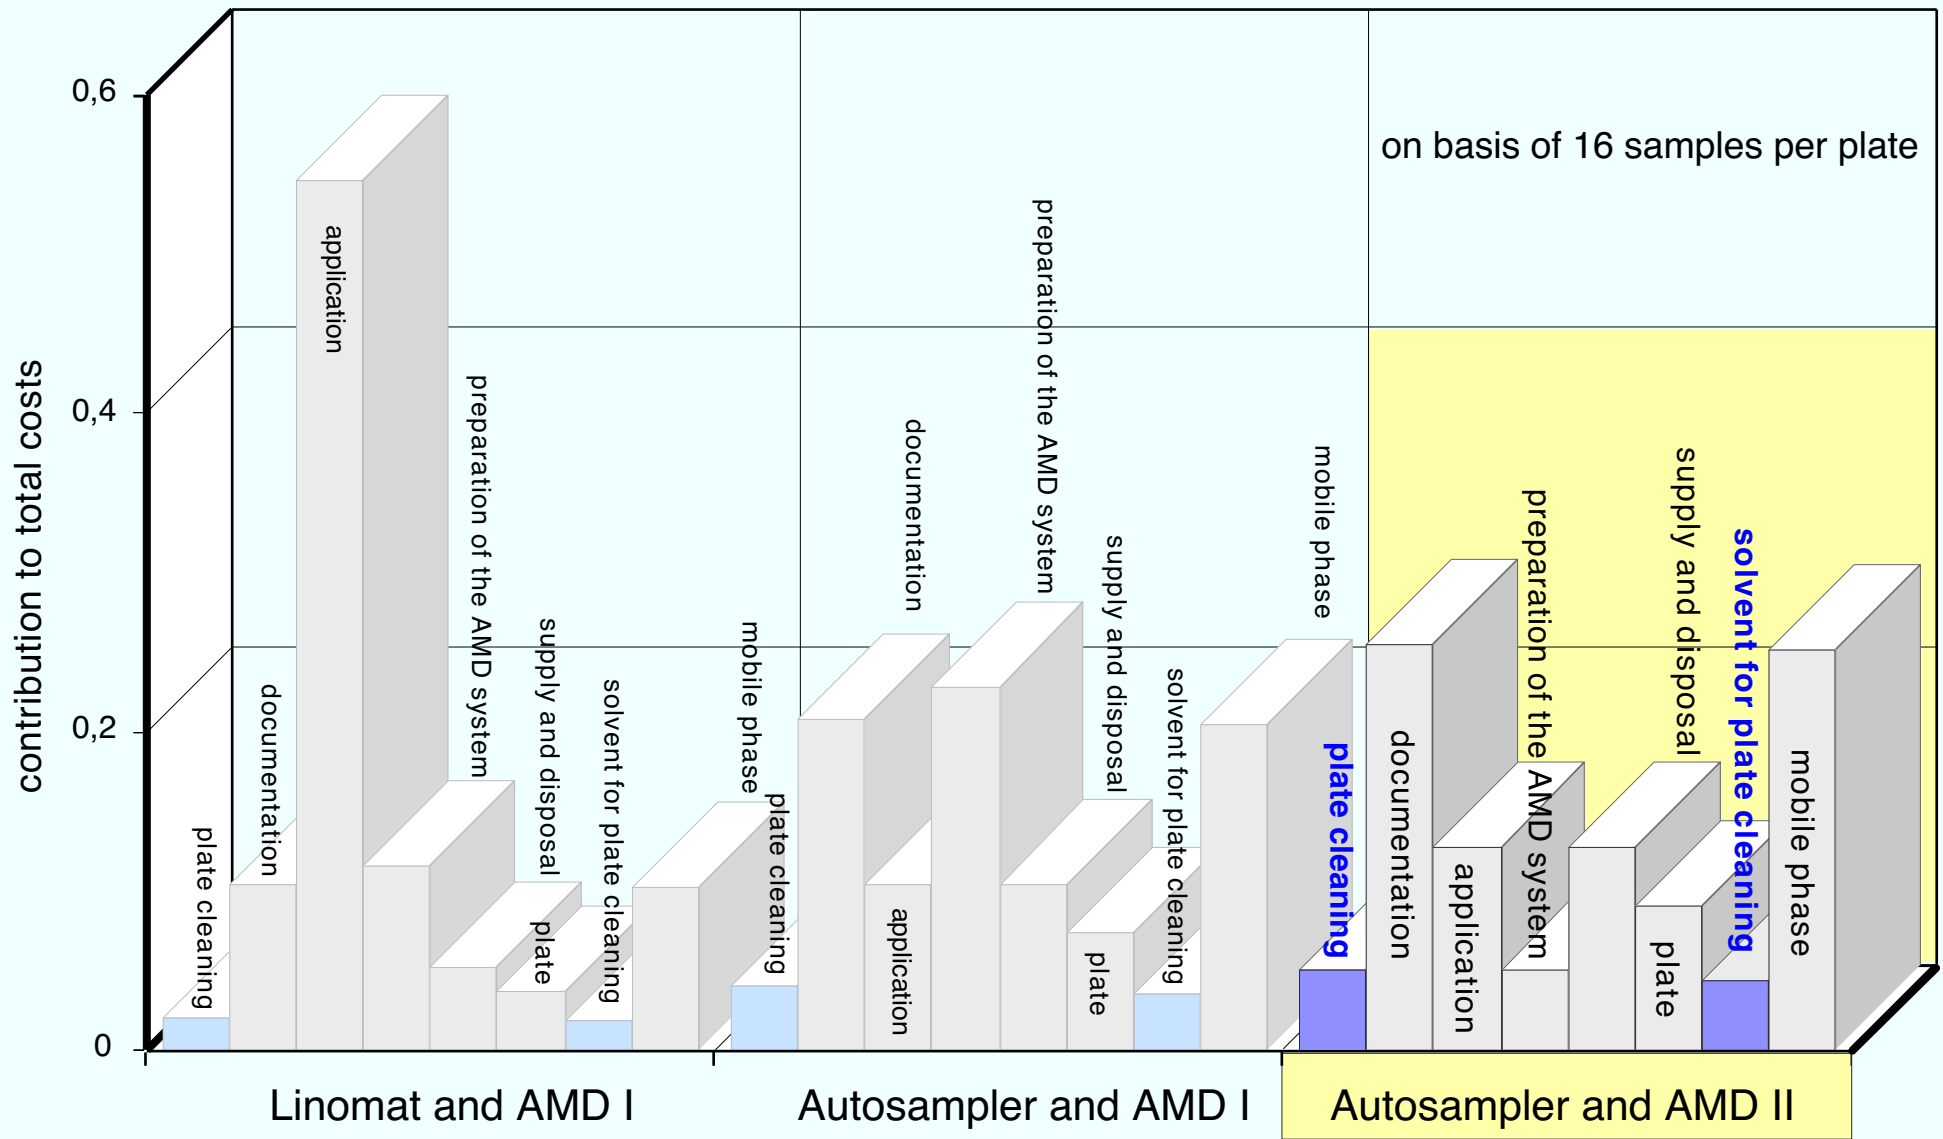 0,6
0,4
0,2
0
contribution to total costs
on basis of 16 samples per plate
plate cleaning
documentation
application
preparation of the AMD system
supply and disposal
plate
solvent for plate cleaning
mobile phase
plate cleaning
documentation
application
preparation of the AMD system
supply and disposal
plate
solvent for plate cleaning
mobile phase
plate cleaning
documentation
application
preparation of the AMD system
supply and disposal
plate
solvent for plate cleaning
mobile phase
Linomat and AMD I
Autosampler and AMD I
Autosampler and AMD II